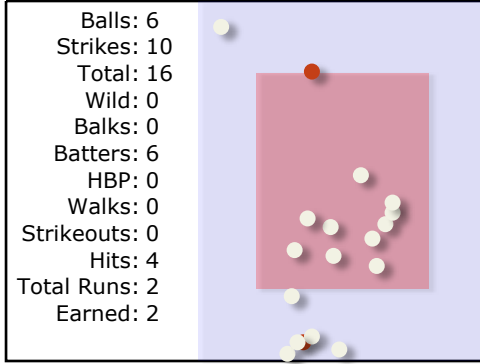 Balls: 6
Strikes: 10
Total: 16
Wild: 0
Balks: 0
Batters: 6
HBP: 0
Walks: 0
Strikeouts: 0
Hits: 4
Total Runs: 2
Earned: 2